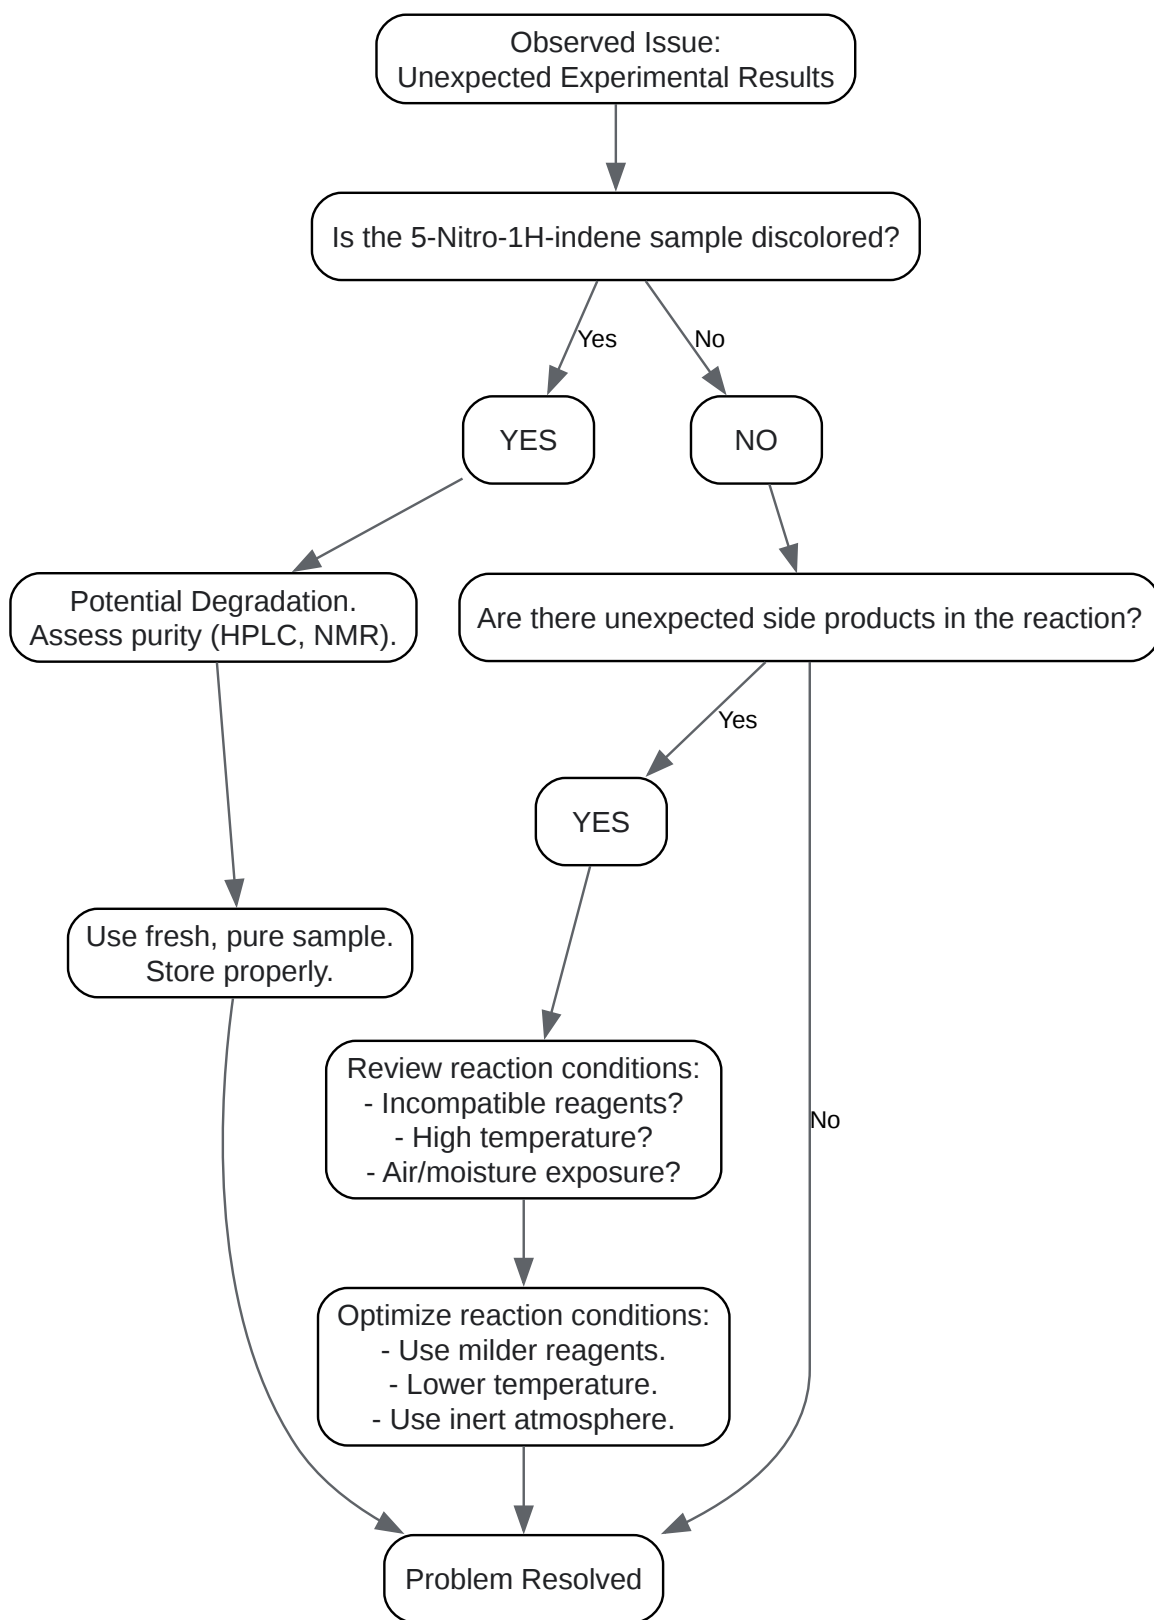 Observed Issue:
Unexpected Experimental Results
Is the 5-Nitro-1H-indene sample discolored?
Yes
No
YES
NO
Potential Degradation.
Assess purity (HPLC, NMR).
Are there unexpected side products in the reaction?
Yes
YES
Use fresh, pure sample.
Store properly.
Review reaction conditions:
- Incompatible reagents?
- High temperature?
- Air/moisture exposure?
No
Optimize reaction conditions:
- Use milder reagents.
- Lower temperature.
- Use inert atmosphere.
Problem Resolved